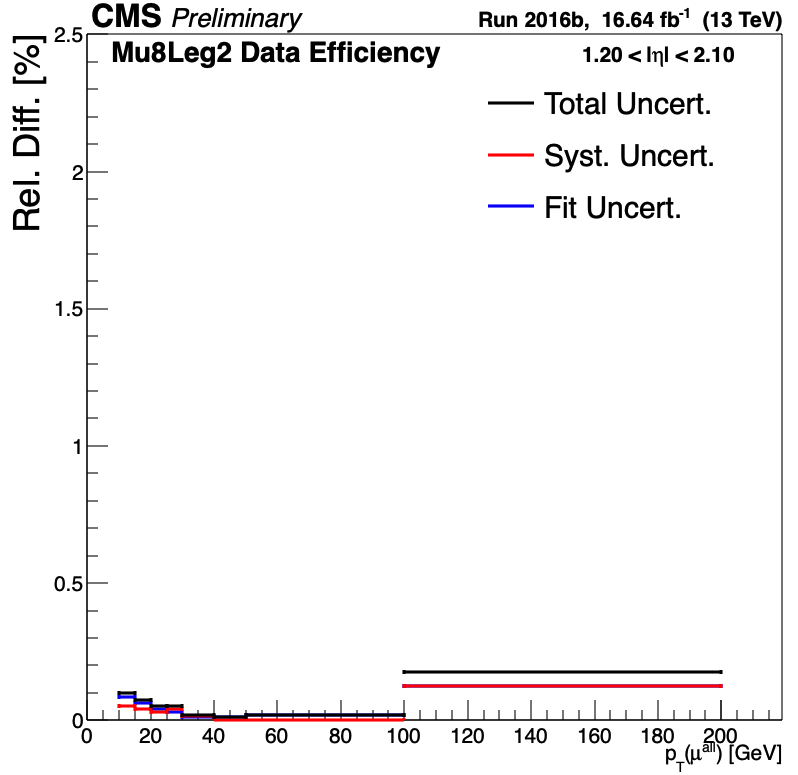 CMS Preliminary Run 2016b, 16.64 fb⁻¹ (13 TeV)
Mu8Leg2 Data Efficiency 1.20 < |η| < 2.10
Total Uncert.
Syst. Uncert.
Fit Uncert.
Rel. Diff. [%]
2.5
2
1.5
1
0.5
0
0 20 40 60 80 100 120 140 160 180 200
p_T(μ^all) [GeV]